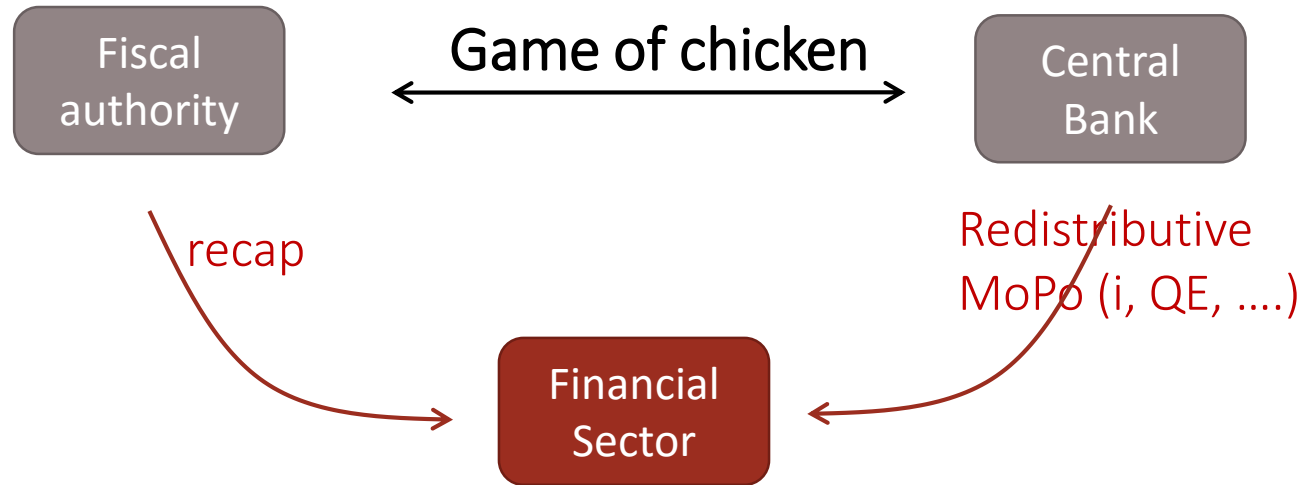 Fiscal
authority
Game of chicken
Central
Bank
recap
Redistributive
MoPo (i, QE, ....)
Financial
Sector